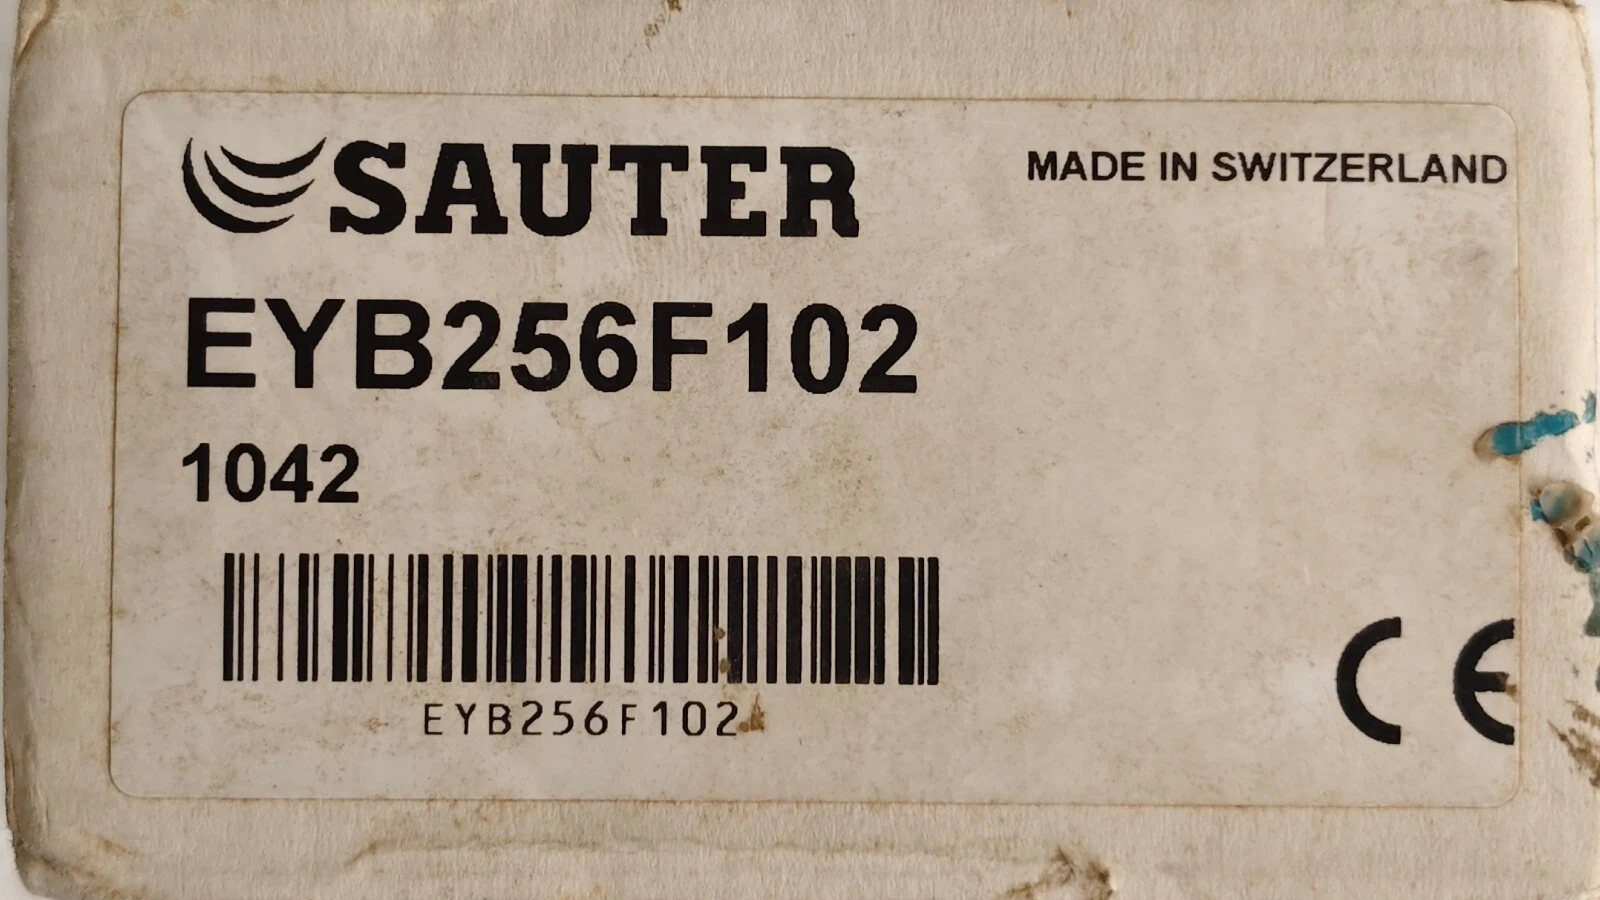 SAUTER
MADE IN SWITZERLAND
EYB256F102
1042
EYB256F102
CE